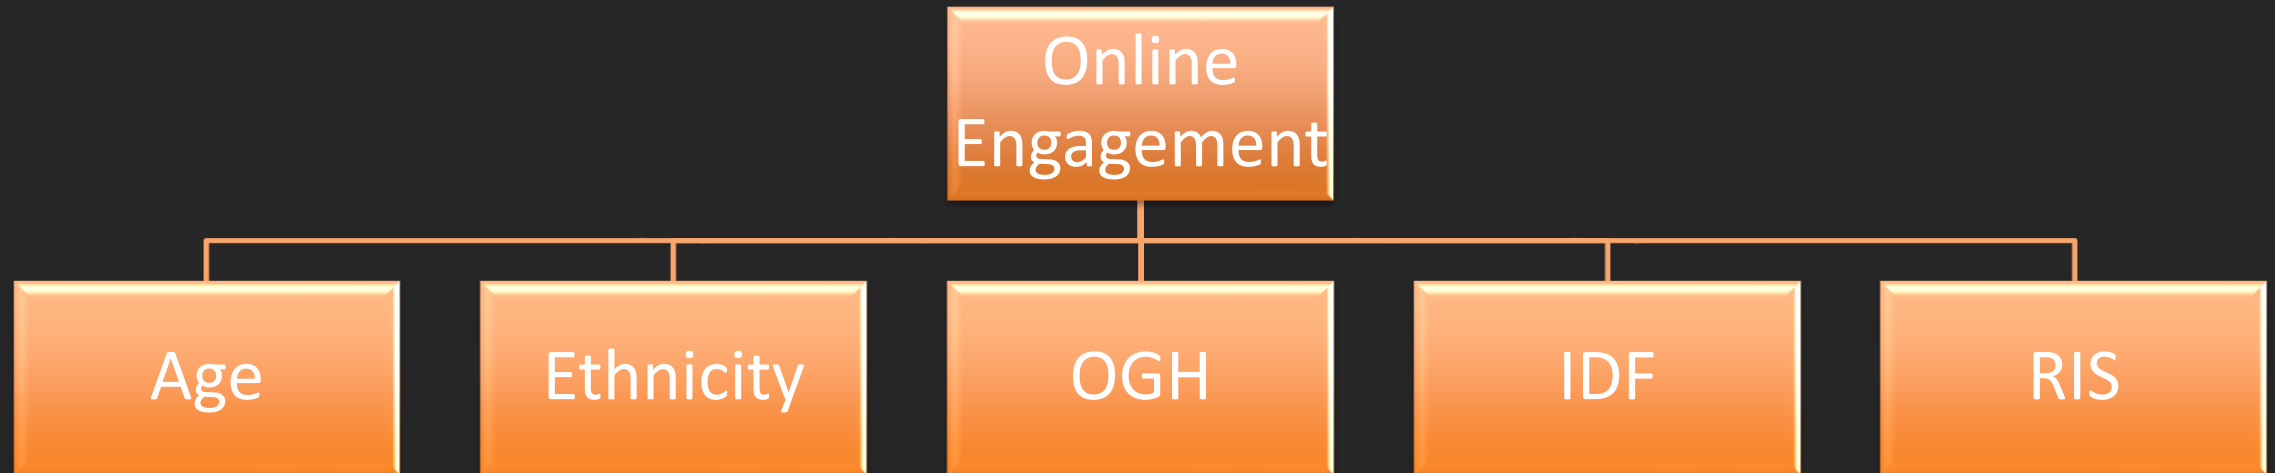 Online
Engagement
Age
Ethnicity
OGH
IDF
RIS